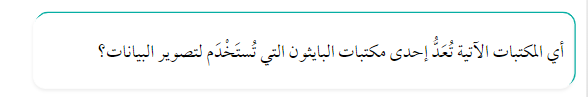 أي المكتبات الآتية تُعَدُّ إحدى مكتبات البايثون التي تُستَخْدَم لتصوير البيانات؟